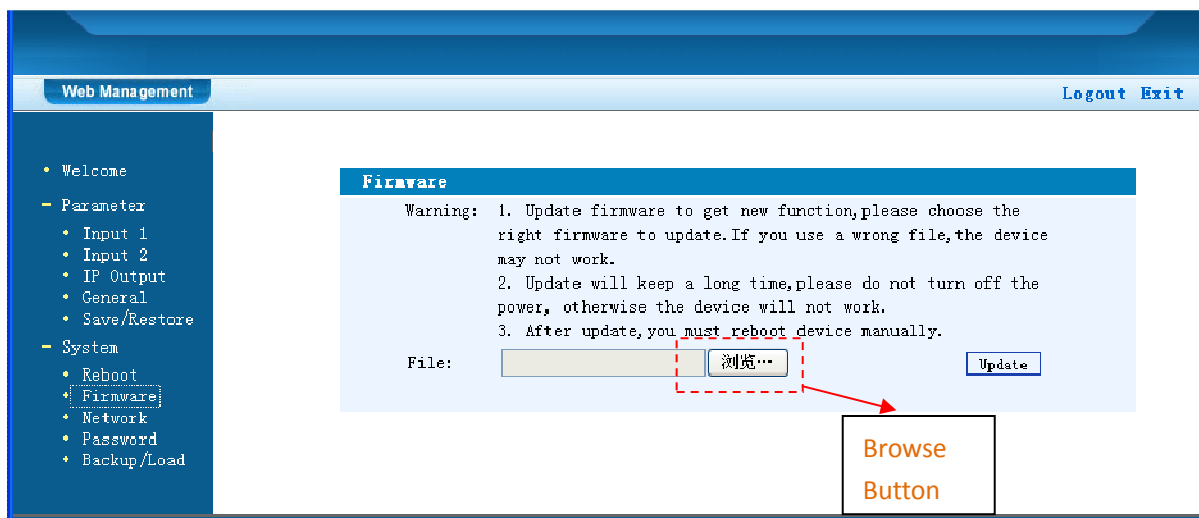 Web Management
Logout Exit
Welcome
Parameter
Input 1
Input 2
IP Output
General
Save/Restore
System
Reboot
Firmware
Network
Password
Backup/Load
Firmware
Warning: 1. Update firmware to get new function,please choose the
right firmware to update.If you use a wrong file,the device
may not work.
2. Update will keep a long time,please do not turn off the
power, otherwise the device will not work.
3. After update,you must reboot device manually.
File: 浏览… Update
Browse
Button